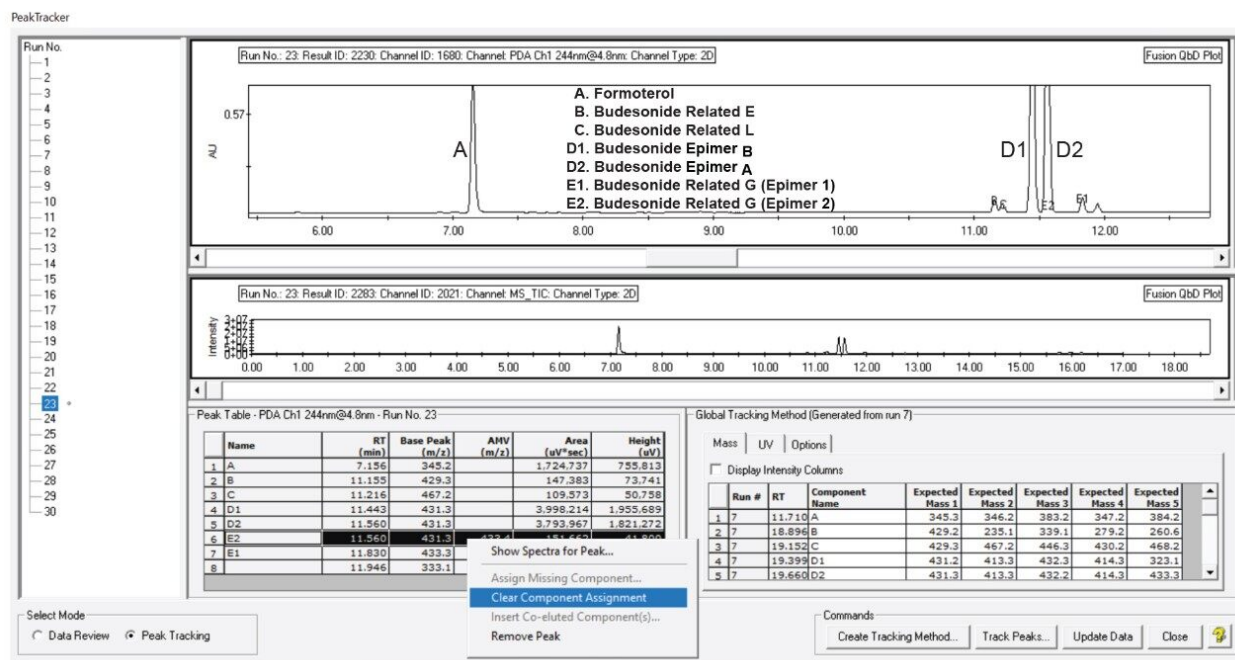 PeakTracker
Run No.
1
2
3
4
5
6
7
8
9
10
11
12
13
14
15
16
17
18
19
20
21
22
23
24
25
26
27
28
29
30
Run No.: 23: Result ID: 2230: Channel ID: 1680: Channel: PDA Ch1 244nm@4.8nm: Channel Type: 2D
Fusion QbD Plot
AU
0.57
A
A. Formoterol
B. Budesonide Related E
C. Budesonide Related L
D1. Budesonide Epimer B
D2. Budesonide Epimer A
E1. Budesonide Related G (Epimer 1)
E2. Budesonide Related G (Epimer 2)
D1 D2
B C E2 E1
6.00 7.00 8.00 9.00 10.00 11.00 12.00
Run No.: 23: Result ID: 2283: Channel ID: 2021: Channel: MS_TIC: Channel Type: 2D
Fusion QbD Plot
Intensity
3+07
0+00
0.00 1.00 2.00 3.00 4.00 5.00 6.00 7.00 8.00 9.00 10.00 11.00 12.00 13.00 14.00 15.00 16.00 17.00 18.00
Peak Table - PDA Ch1 244nm@4.8nm - Run No. 23
Name RT (min) Base Peak (m/z) AMV (m/z) Area (uV*sec) Height (uV)
1 A 7.156 345.2 1,724,737 755,813
2 B 11.155 429.3 147,383 73,741
3 C 11.216 467.2 109,573 50,758
4 D1 11.443 431.3 3,998,214 1,955,689
5 D2 11.560 431.3 3,793,967 1,821,272
6 E2 11.560 431.3
7 E1 11.830 433.3
8 11.946 333.1
Show Spectra for Peak...
Assign Missing Component...
Clear Component Assignment
Insert Co-eluted Component(s)...
Remove Peak
Global Tracking Method (Generated from run 7)
Mass UV Options
Display Intensity Columns
Run # RT Component Name Expected Mass 1 Expected Mass 2 Expected Mass 3 Expected Mass 4 Expected Mass 5
1 7 11.710 A 345.3 346.2 383.2 347.2 384.2
2 7 18.896 B 429.2 235.1 339.1 279.2 260.6
3 7 19.152 C 429.3 467.2 446.3 430.2 468.2
4 7 19.399 D1 431.2 413.3 432.3 414.3 323.1
5 7 19.660 D2 431.3 413.3 432.2 414.3 433.3
Select Mode
Data Review Peak Tracking
Commands
Create Tracking Method... Track Peaks... Update Data Close